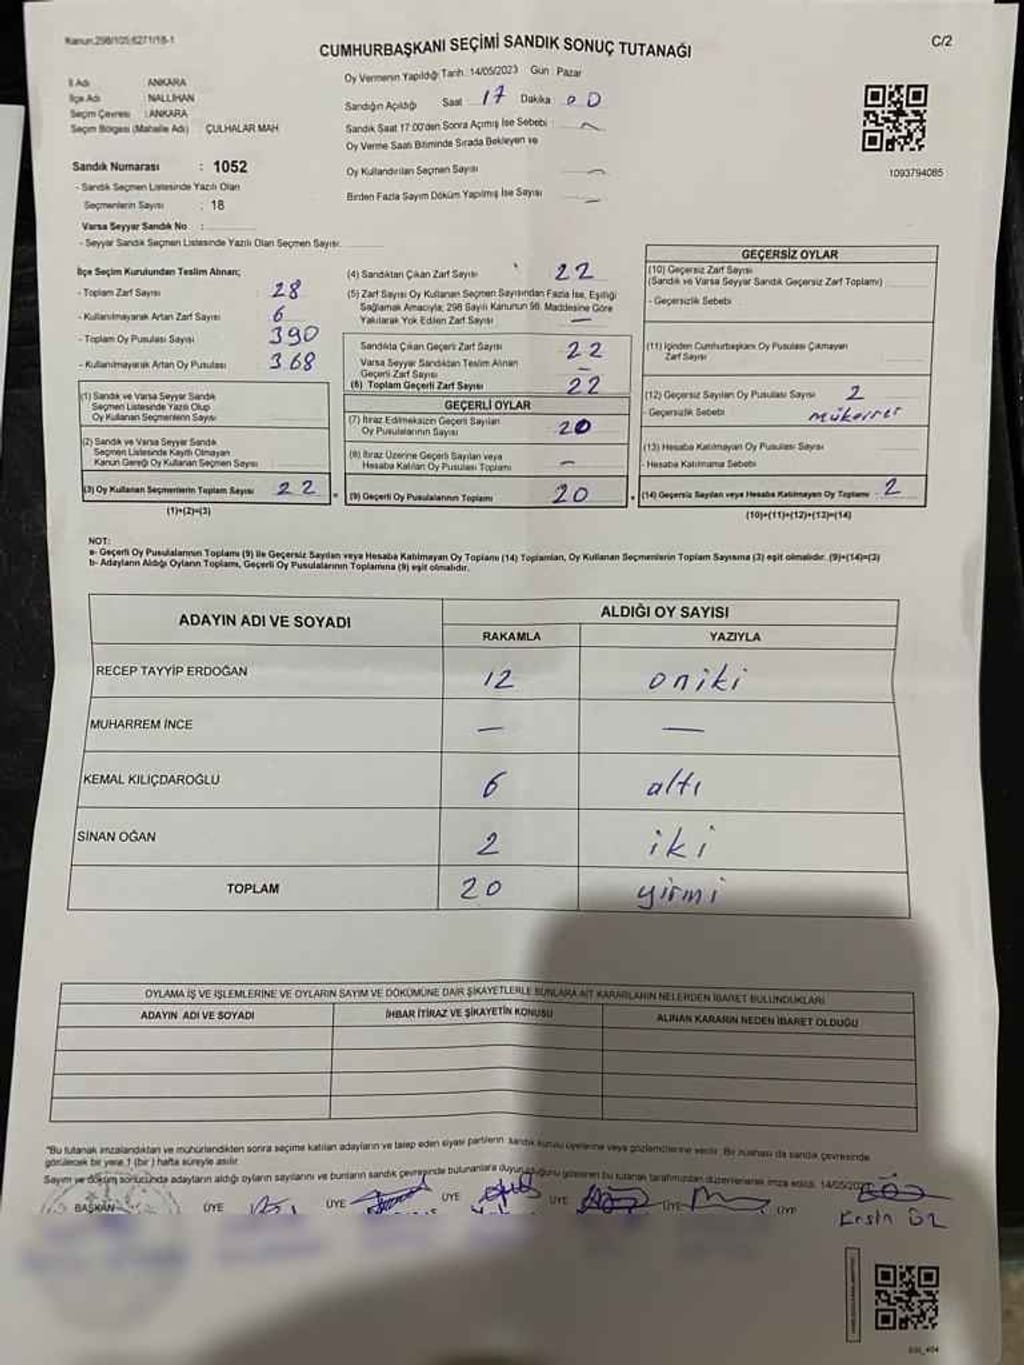 Kanun:298/105;6271/18-1
C/2
CUMHURBAŞKANI SEÇİMİ SANDIK SONUÇ TUTANAĞI
İl Adı ANKARA
İlçe Adı : NALLIHAN
Seçim Çevresi : ANKARA
Seçim Bölgesi (Mahalle Adı) ÇULHALAR MAH
Sandık Numarası : 1052
- Sandık Seçmen Listesinde Yazılı Olan
Seçmenlerin Sayısı : 18
Varsa Seyyar Sandık No :
- Seyyar Sandık Seçmen Listesinde Yazılı Olan Seçmen Sayısı:
Oy Vermenin Yapıldığı Tarih :14/05/2023 Gün : Pazar
Sandığın Açıldığı Saat 17 Dakika : 00
Sandık Saat 17:00'den Sonra Açımış İse Sebebi :
Oy Verme Saati Bitiminde Sırada Bekleyen ve
Oy Kullandırılan Seçmen Sayısı
Birden Fazla Sayım Döküm Yapılmış İse Sayısı
1093794085
İlçe Seçim Kurulundan Teslim Alınan;
- Toplam Zarf Sayısı 28
- Kullanılmayarak Artan Zarf Sayısı 6
- Toplam Oy Pusulası Sayısı 390
- Kullanılmayarak Artan Oy Pusulası 368
(1) Sandık ve Varsa Seyyar Sandık
Seçmen Listesinde Yazılı Olup
Oy Kullanan Seçmenlerin Sayısı
(2) Sandık ve Varsa Seyyar Sandık
Seçmen Listesinde Kayıtlı Olmayan
Kanun Gereği Oy Kullanan Seçmen Sayısı
(3) Oy Kullanan Seçmenlerin Toplam Sayısı 22
(1)+(2)=(3)
(4) Sandıktan Çıkan Zarf Sayısı 22
(5) Zarf Sayısı Oy Kullanan Seçmen Sayısından Fazla İse, Eşitliği
Sağlamak Amacıyla; 298 Sayılı Kanunun 98. Maddesine Göre
Yakılarak Yok Edilen Zarf Sayısı —
Sandıkta Çıkan Geçerli Zarf Sayısı 22
Varsa Seyyar Sandıktan Teslim Alınan
Geçerli Zarf Sayısı —
(6) Toplam Geçerli Zarf Sayısı 22
GEÇERLİ OYLAR
(7) İtiraz Edilmeksizin Geçerli Sayılan
Oy Pusulalarının Sayısı 20
(8) İtiraz Üzerine Geçerli Sayılan veya
Hesaba Katılan Oy Pusulası Toplamı —
(9) Geçerli Oy Pusulalarının Toplamı 20
GEÇERSİZ OYLAR
(10) Geçersiz Zarf Sayısı
(Sandık ve Varsa Seyyar Sandık Geçersiz Zarf Toplamı)
- Geçersizlik Sebebi
(11) İçinden Cumhurbaşkanı Oy Pusulası Çıkmayan
Zarf Sayısı
(12) Geçersiz Sayılan Oy Pusulası Sayısı 2
- Geçersizlik Sebebi mükerrer
(13) Hesaba Katılmayan Oy Pusulası Sayısı
- Hesaba Katılmama Sebebi
(14) Geçersiz Sayılan veya Hesaba Katılmayan Oy Toplamı 2
(10)+(11)+(12)+(13)=(14)
NOT:
a- Geçerli Oy Pusulalarının Toplamı (9) ile Geçersiz Sayılan veya Hesaba Katılmayan Oy Toplamı (14) Toplamları, Oy Kullanan Seçmenlerin Toplam Sayısına (3) eşit olmalıdır. (9)+(14)=(3)
b- Adayların Aldığı Oyların Toplamı, Geçerli Oy Pusulalarının Toplamına (9) eşit olmalıdır.
ADAYIN ADI VE SOYADI ALDIĞI OY SAYISI
RAKAMLA YAZIYLA
RECEP TAYYİP ERDOĞAN 12 oniki
MUHARREM İNCE — —
KEMAL KILIÇDAROĞLU 6 altı
SİNAN OĞAN 2 iki
TOPLAM 20 yirmi
OYLAMA İŞ VE İŞLEMLERİNE VE OYLARIN SAYIM VE DÖKÜMÜNE DAİR ŞİKAYETLERLE BUNLARA AİT KARARLARIN NELERDEN İBARET BULUNDUKLARI
ADAYIN ADI VE SOYADI İHBAR İTİRAZ VE ŞİKAYETİN KONUSU ALINAN KARARIN NEDEN İBARET OLDUĞU
"Bu tutanak imzalandıktan ve mühürlendikten sonra seçime katılan adayların ve talep eden siyasi partilerin sandık kurulu üyelerine veya gözlemcilerine verilir. Bir nüshası da sandık çevresinde
görülecek bir yere 1 (bir) hafta süreyle asılır.
Sayım ve döküm sonucunda adayların aldığı oyların sayılarını ve bunların sandık çevresinde bulunanlara duyurulduğunu gösteren bu tutanak tarafımızdan düzenlenerek imza edildi. 14/05/2023
BAŞKAN ÜYE ÜYE ÜYE ÜYE ÜYE ÜYE